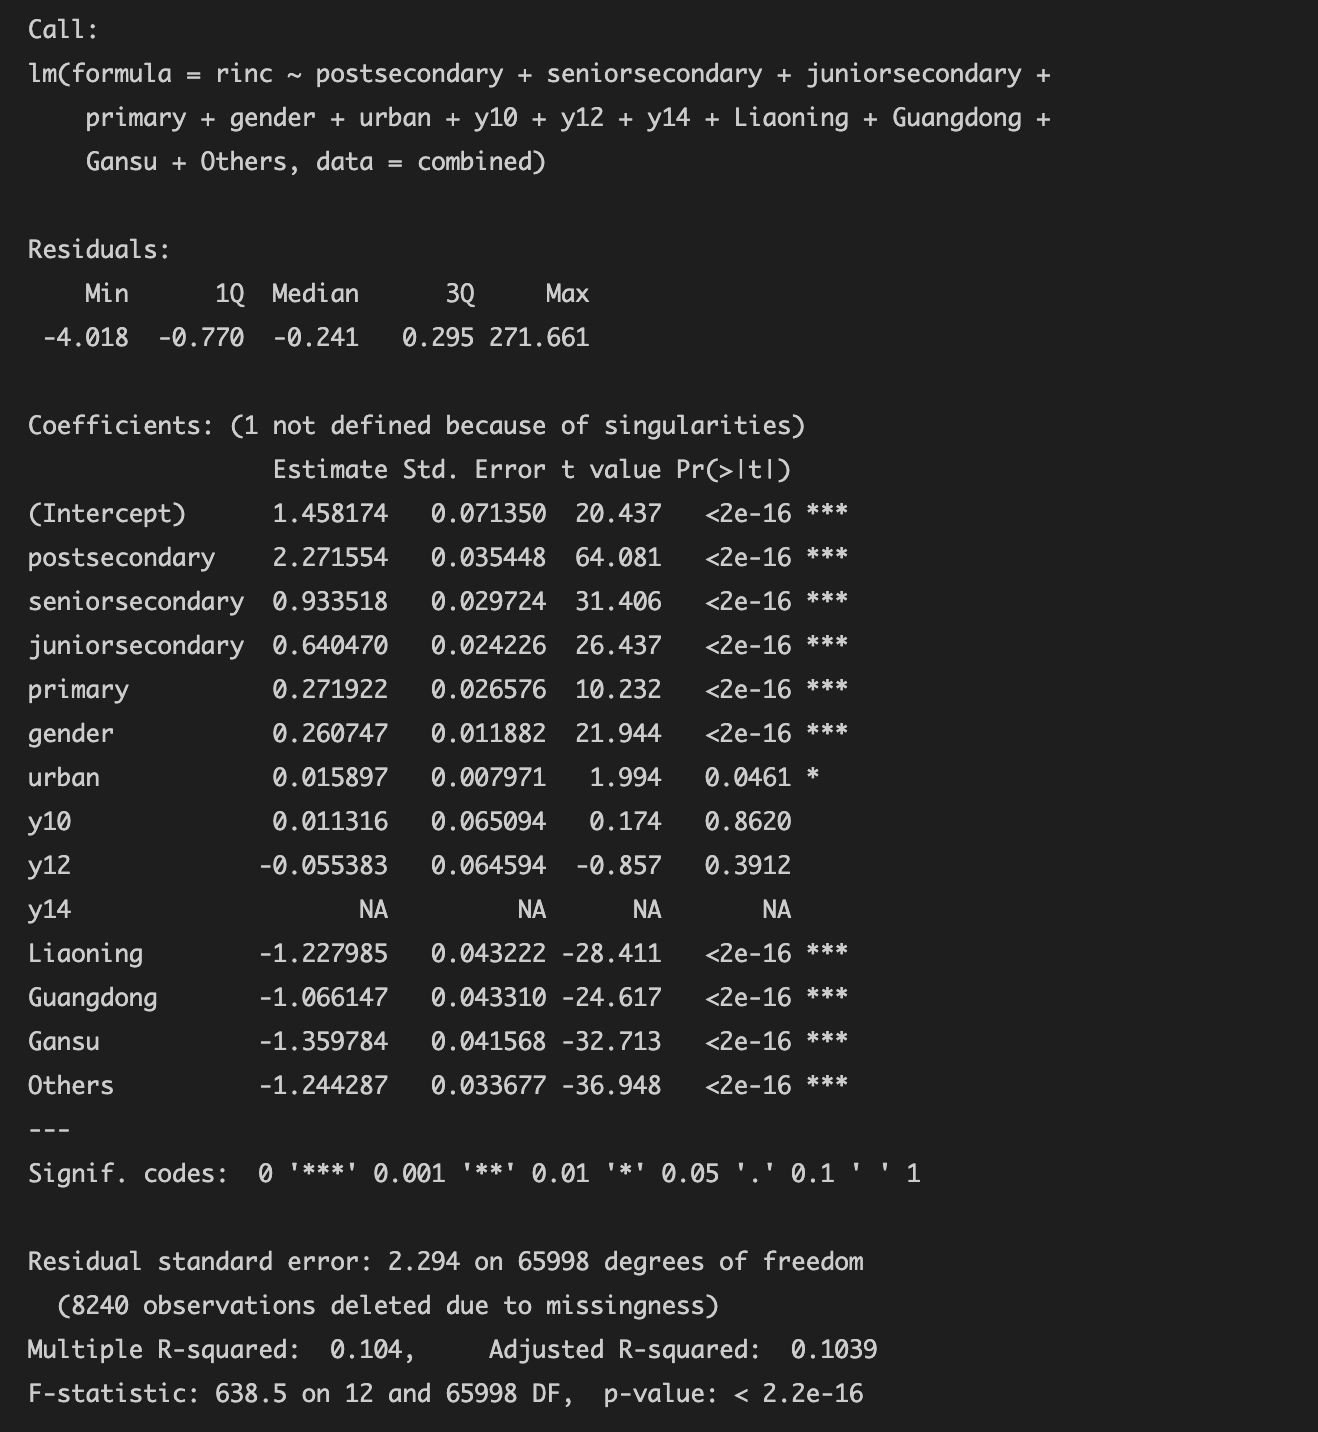 Call:
lm(formula = rinc ~ postsecondary + seniorsecondary + juniorsecondary +
    primary + gender + urban + y10 + y12 + y14 + Liaoning + Guangdong +
    Gansu + Others, data = combined)

Residuals:
    Min      1Q  Median      3Q     Max
 -4.018  -0.770  -0.241   0.295 271.661

Coefficients: (1 not defined because of singularities)
                 Estimate Std. Error t value Pr(>|t|)
(Intercept)      1.458174   0.071350  20.437   <2e-16 ***
postsecondary    2.271554   0.035448  64.081   <2e-16 ***
seniorsecondary  0.933518   0.029724  31.406   <2e-16 ***
juniorsecondary  0.640470   0.024226  26.437   <2e-16 ***
primary          0.271922   0.026576  10.232   <2e-16 ***
gender           0.260747   0.011882  21.944   <2e-16 ***
urban            0.015897   0.007971   1.994   0.0461 *
y10              0.011316   0.065094   0.174   0.8620
y12             -0.055383   0.064594  -0.857   0.3912
y14                    NA         NA      NA       NA
Liaoning        -1.227985   0.043222 -28.411   <2e-16 ***
Guangdong       -1.066147   0.043310 -24.617   <2e-16 ***
Gansu           -1.359784   0.041568 -32.713   <2e-16 ***
Others          -1.244287   0.033677 -36.948   <2e-16 ***
---
Signif. codes:  0 '***' 0.001 '**' 0.01 '*' 0.05 '.' 0.1 ' ' 1

Residual standard error: 2.294 on 65998 degrees of freedom
  (8240 observations deleted due to missingness)
Multiple R-squared:  0.104,     Adjusted R-squared:  0.1039
F-statistic: 638.5 on 12 and 65998 DF,  p-value: < 2.2e-16